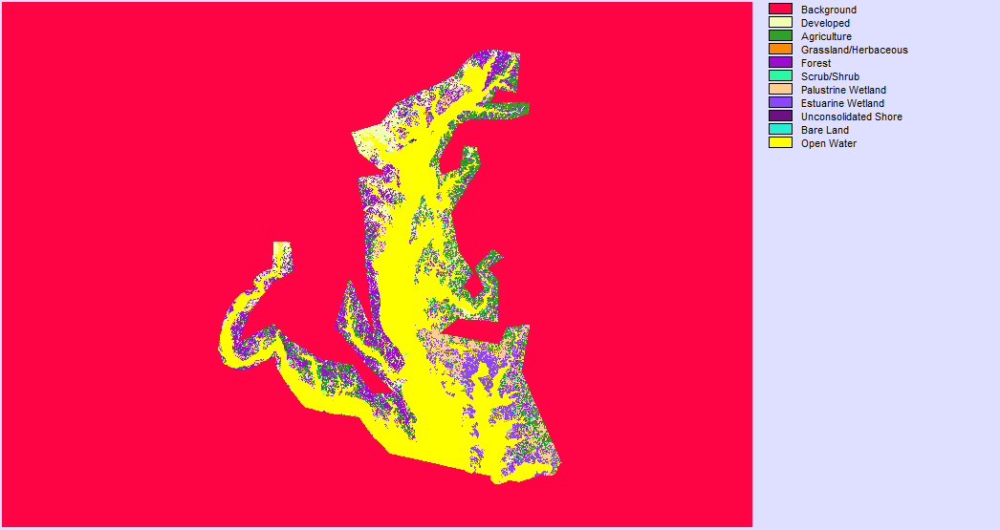 Background
Developed
Agriculture
Grassland/Herbaceous
Forest
Scrub/Shrub
Palustrine Wetland
Estuarine Wetland
Unconsolidated Shore
Bare Land
Open Water